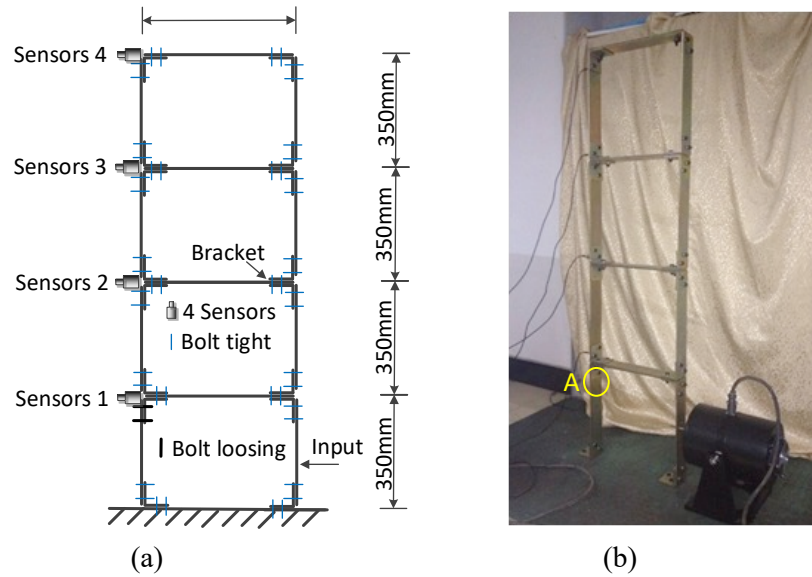 Sensors 4
Sensors 3
Sensors 2
Sensors 1
Bracket
4 Sensors
Bolt tight
Bolt loosing
Input
350mm
350mm
350mm
350mm
A
(a)
(b)